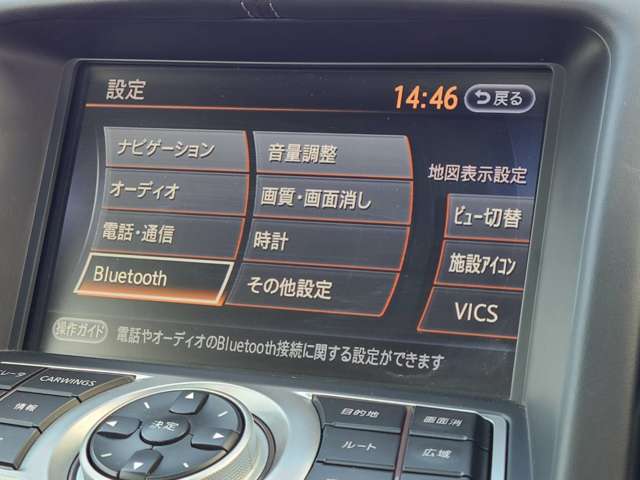 設定
14:46
戻る
ナビゲーション
音量調整
地図表示設定
オーディオ
画質・画面消し
ビュー切替
電話・通信
時計
施設アイコン
Bluetooth
その他設定
VICS
操作ガイド 電話やオーディオのBluetooth接続に関する設定ができます
CARWINGS
情報
決定
目的地
画面消
ルート
広域